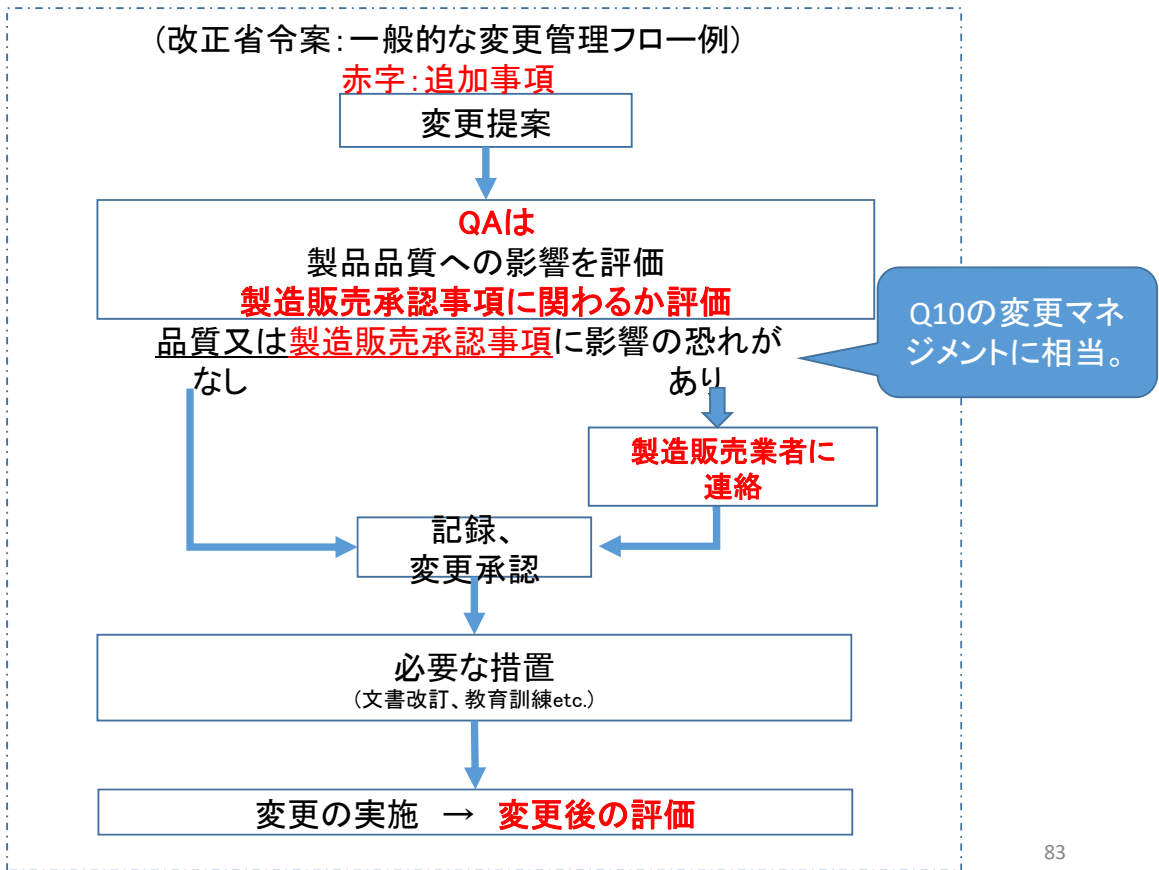 (改正省令案:一般的な変更管理フロー例)
赤字:追加事項
変更提案
QAは
製品品質への影響を評価
製造販売承認事項に関わるか評価
品質又は製造販売承認事項に影響の恐れが
なし
あり
Q10の変更マネ
ジメントに相当。
製造販売業者に
連絡
記録、
変更承認
必要な措置
(文書改訂、教育訓練etc.)
変更の実施 → 変更後の評価
83